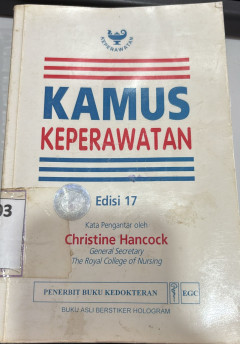 KEPERAWATAN
KAMUS
KEPERAWATAN
Edisi 17
03
Kata Pengantar oleh
Christine Hancock
General Secretary
The Royal College of Nursing
PENERBIT BUKU KEDOKTERAN EGC
BUKU ASLI BERSTIKER HOLOGRAM